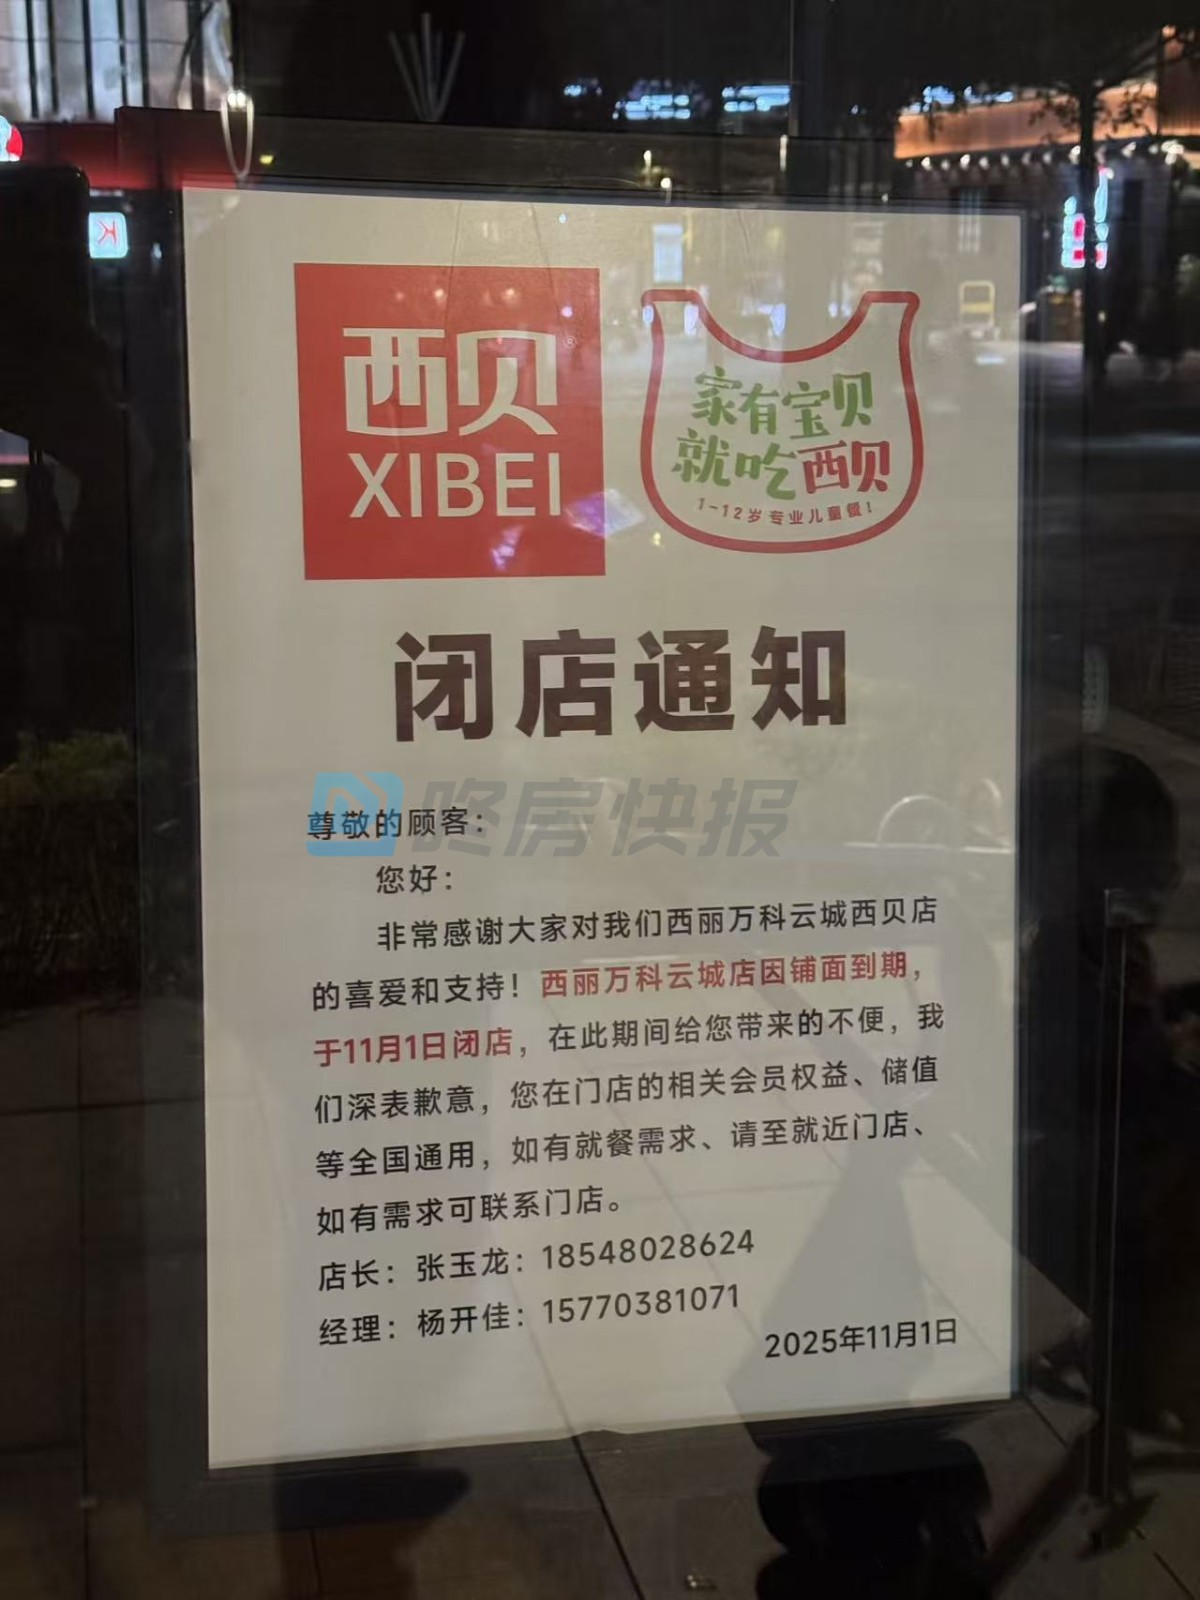 西贝
XIBEI
家有宝贝
就吃西贝
1-12岁专业儿童餐！
闭店通知
咚房快报
尊敬的顾客：
您好：
非常感谢大家对我们西丽万科云城西贝店
的喜爱和支持！西丽万科云城店因铺面到期，
于11月1日闭店，在此期间给您带来的不便，我
们深表歉意，您在门店的相关会员权益、储值
等全国通用，如有就餐需求、请至就近门店、
如有需求可联系门店。
店长：张玉龙：18548028624
经理：杨开佳：15770381071
2025年11月1日